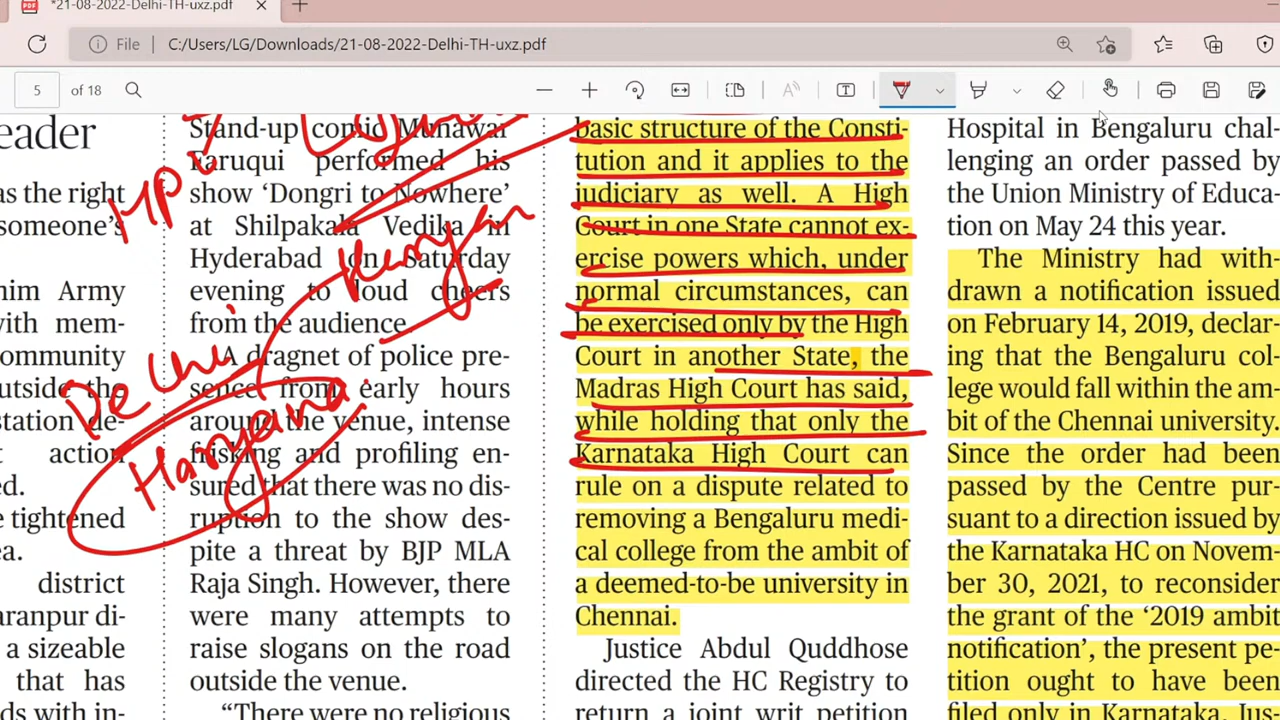 *21-08-2022-Delhi-TH-uxz.pdf
File C:/Users/LG/Downloads/21-08-2022-Delhi-TH-uxz.pdf
5 of 18
eader
as the right
someone's
him Army
with mem-
ommunity
outside the
station de-
action
ed.
e tightened
ea.
district
aranpur di-
a sizeable
that has
ds with in-
Stand-up comic Munawar
Faruqui performed his
show 'Dongri to Nowhere'
at Shilpakala Vedika in
Hyderabad on Saturday
evening to loud cheers
from the audience.
A dragnet of police pre-
sence from early hours
around the venue, intense
frisking and profiling en-
sured that there was no dis-
ruption to the show des-
pite a threat by BJP MLA
Raja Singh. However, there
were many attempts to
raise slogans on the road
outside the venue.
"There were no religious
MP
Delhi
Haryana
basic structure of the Consti-
tution and it applies to the
judiciary as well. A High
Court in one State cannot ex-
ercise powers which, under
normal circumstances, can
be exercised only by the High
Court in another State, the
Madras High Court has said,
while holding that only the
Karnataka High Court can
rule on a dispute related to
removing a Bengaluru medi-
cal college from the ambit of
a deemed-to-be university in
Chennai.
Justice Abdul Quddhose
directed the HC Registry to
return a joint writ petition
Hospital in Bengaluru chal-
lenging an order passed by
the Union Ministry of Educa-
tion on May 24 this year.
The Ministry had with-
drawn a notification issued
on February 14, 2019, declar-
ing that the Bengaluru col-
lege would fall within the am-
bit of the Chennai university.
Since the order had been
passed by the Centre pur-
suant to a direction issued by
the Karnataka HC on Novem-
ber 30, 2021, to reconsider
the grant of the '2019 ambit
notification', the present pe-
tition ought to have been
filed only in Karnataka, Jus-